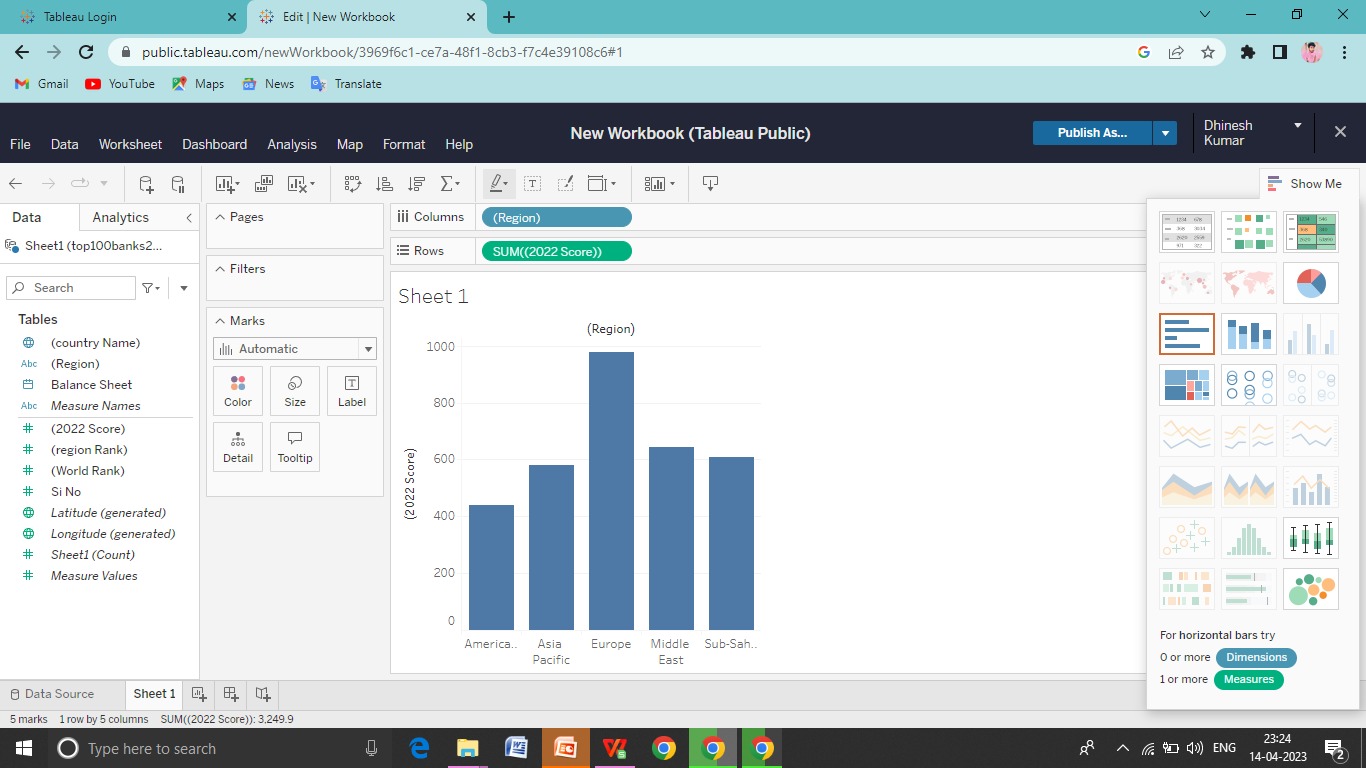 Tableau Login
Edit | New Workbook
public.tableau.com/newWorkbook/3969f6c1-ce7a-48f1-8cb3-f7c4e39108c6#1
Gmail
YouTube
Maps
News
Translate
New Workbook (Tableau Public)
Publish As...
Dhinesh
Kumar
File
Data
Worksheet
Dashboard
Analysis
Map
Format
Help
Show Me
Data
Analytics
Sheet1 (top100banks2...
Search
Tables
(country Name)
Abc (Region)
Balance Sheet
Abc Measure Names
(2022 Score)
(region Rank)
(World Rank)
Si No
Latitude (generated)
Longitude (generated)
Sheet1 (Count)
Measure Values
Pages
Filters
Marks
Automatic
Color
Size
Label
Detail
Tooltip
Columns
(Region)
Rows
SUM((2022 Score))
Sheet 1
(Region)
(2022 Score)
1000
800
600
400
200
0
America..
Asia
Pacific
Europe
Middle
East
Sub-Sah..
For horizontal bars try
0 or more Dimensions
1 or more Measures
Data Source
Sheet 1
5 marks
1 row by 5 columns
SUM((2022 Score)): 3,249.9
Type here to search
ENG
23:24
14-04-2023
2